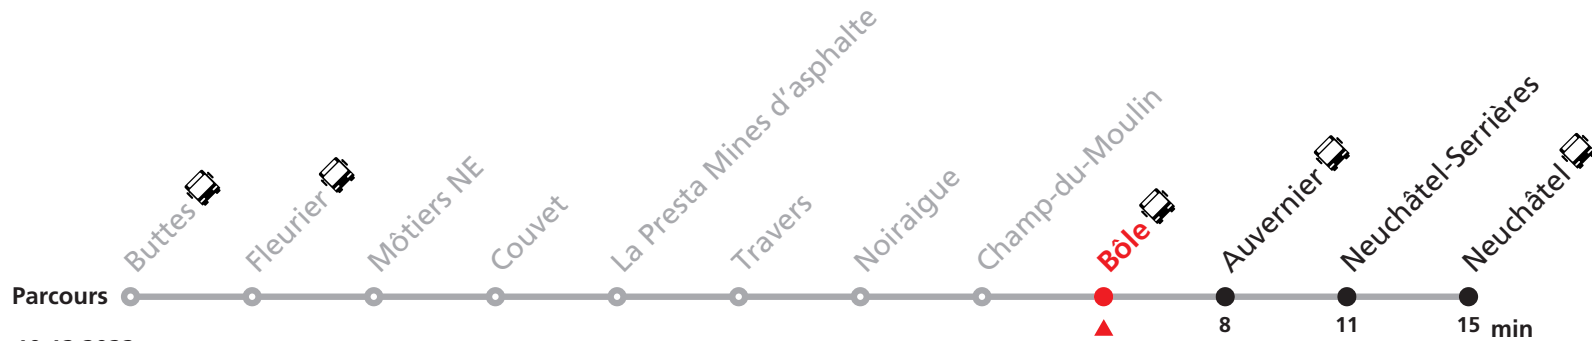 Buttes
Fleurier
Môtiers NE
Couvet
La Presta Mines d'asphalte
Travers
Noiraigue
Champ-du-Moulin
Bôle
Auvernier
Neuchâtel-Serrières
Neuchâtel
Parcours
8 11 15 min